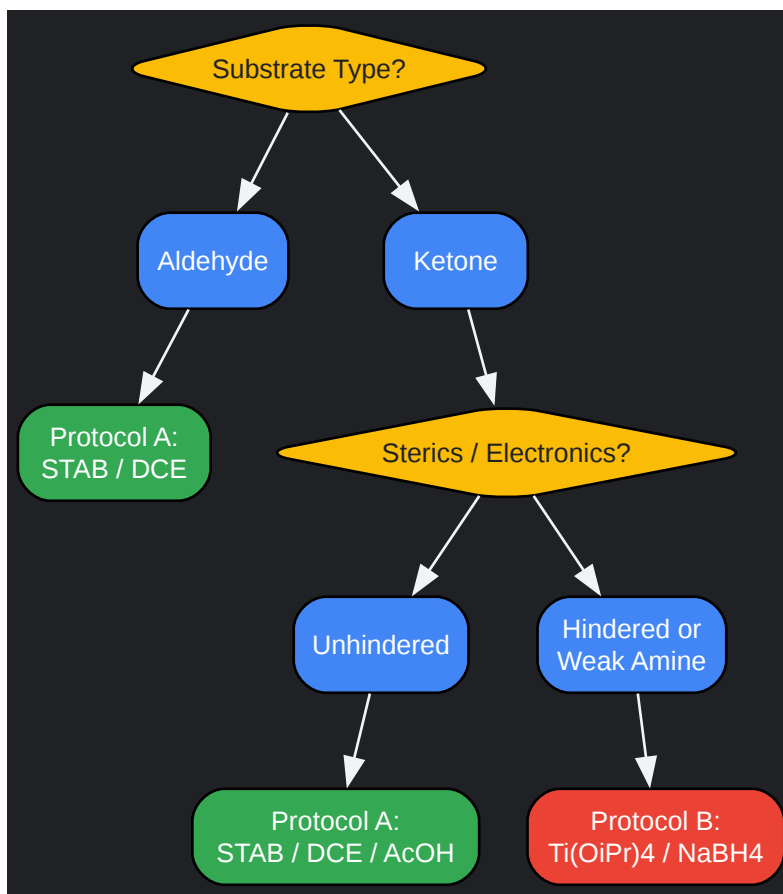 Substrate Type?
Aldehyde
Ketone
Protocol A:
STAB / DCE
Sterics / Electronics?
Unhindered
Hindered or
Weak Amine
Protocol A:
STAB / DCE / AcOH
Protocol B:
Ti(OiPr)4 / NaBH4